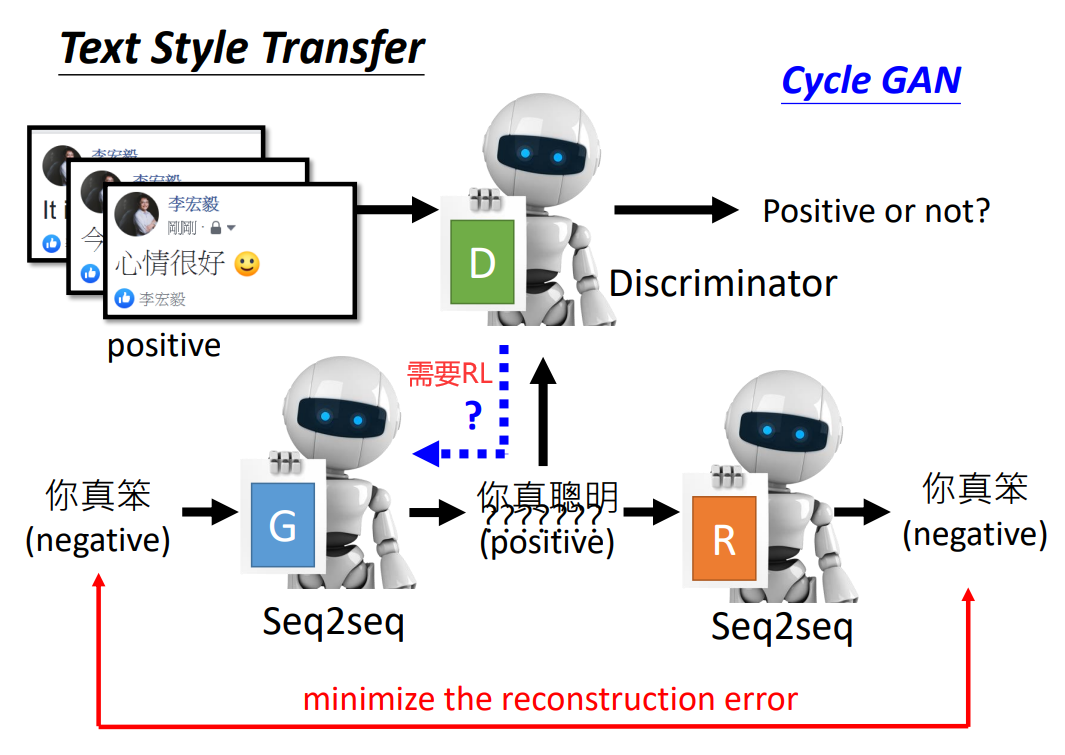 Text Style Transfer
Cycle GAN
李宏毅
It i
李宏毅
今
李宏毅
剛剛 ·
心情很好 🙂
李宏毅
positive
D
Discriminator
Positive or not?
需要RL
?
你真笨
(negative)
G
Seq2seq
你真聰明
???????
(positive)
R
Seq2seq
你真笨
(negative)
minimize the reconstruction error